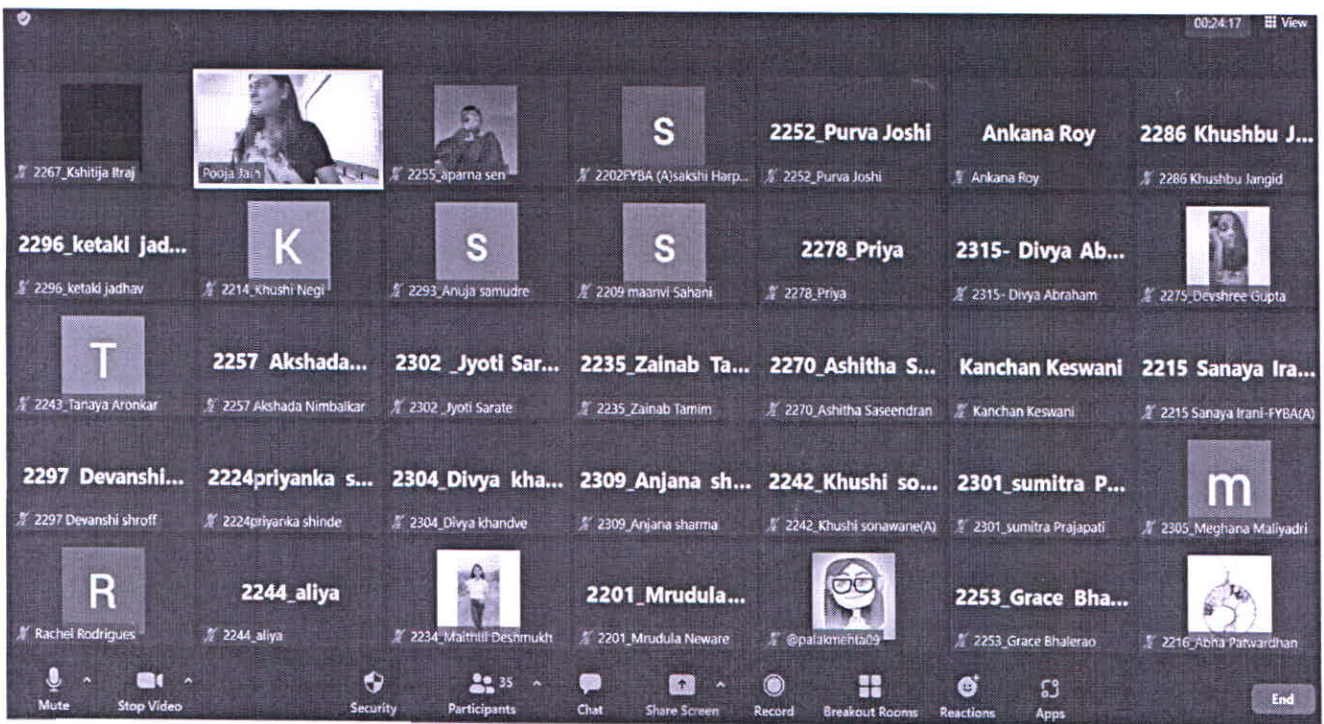 00:24:17 View
S 2252_Purva Joshi Ankana Roy 2286 Khushbu J...
2267_Kshitija Itraj Pooja Jain 2255_aparna sen 2202FYBA (A)sakshi Harp... 2252_Purva Joshi Ankana Roy 2286 Khushbu Jangid
2296_ketaki jad... K S S 2278_Priya 2315- Divya Ab...
2296_ketaki jadhav 2214_Khushi Negi 2293_Anuja samudre 2209 maanvi Sahani 2278_Priya 2315- Divya Abraham 2275_Devshree Gupta
T 2257 Akshada... 2302 _Jyoti Sar... 2235_Zainab Ta... 2270_Ashitha S... Kanchan Keswani 2215 Sanaya Ira...
2243_Tanaya Aronkar 2257 Akshada Nimbalkar 2302 _Jyoti Sarate 2235_Zainab Tamim 2270_Ashitha Saseendran Kanchan Keswani 2215 Sanaya Irani-FYBA(A)
2297 Devanshi... 2224priyanka s... 2304_Divya kha... 2309_Anjana sh... 2242_Khushi so... 2301_sumitra P... m
2297 Devanshi shroff 2224priyanka shinde 2304_Divya khandve 2309_Anjana sharma 2242_Khushi sonawane(A) 2301_sumitra Prajapati 2305_Meghana Maliyadri
R 2244_aliya 2201_Mrudula... 2253_Grace Bha...
Rachel Rodrigues 2244_aliya 2234_Maithili Deshmukh 2201_Mrudula Neware @palakmehta09 2253_Grace Bhalerao 2216_Abha Patwardhan
35
Mute Stop Video Security Participants Chat Share Screen Record Breakout Rooms Reactions Apps End